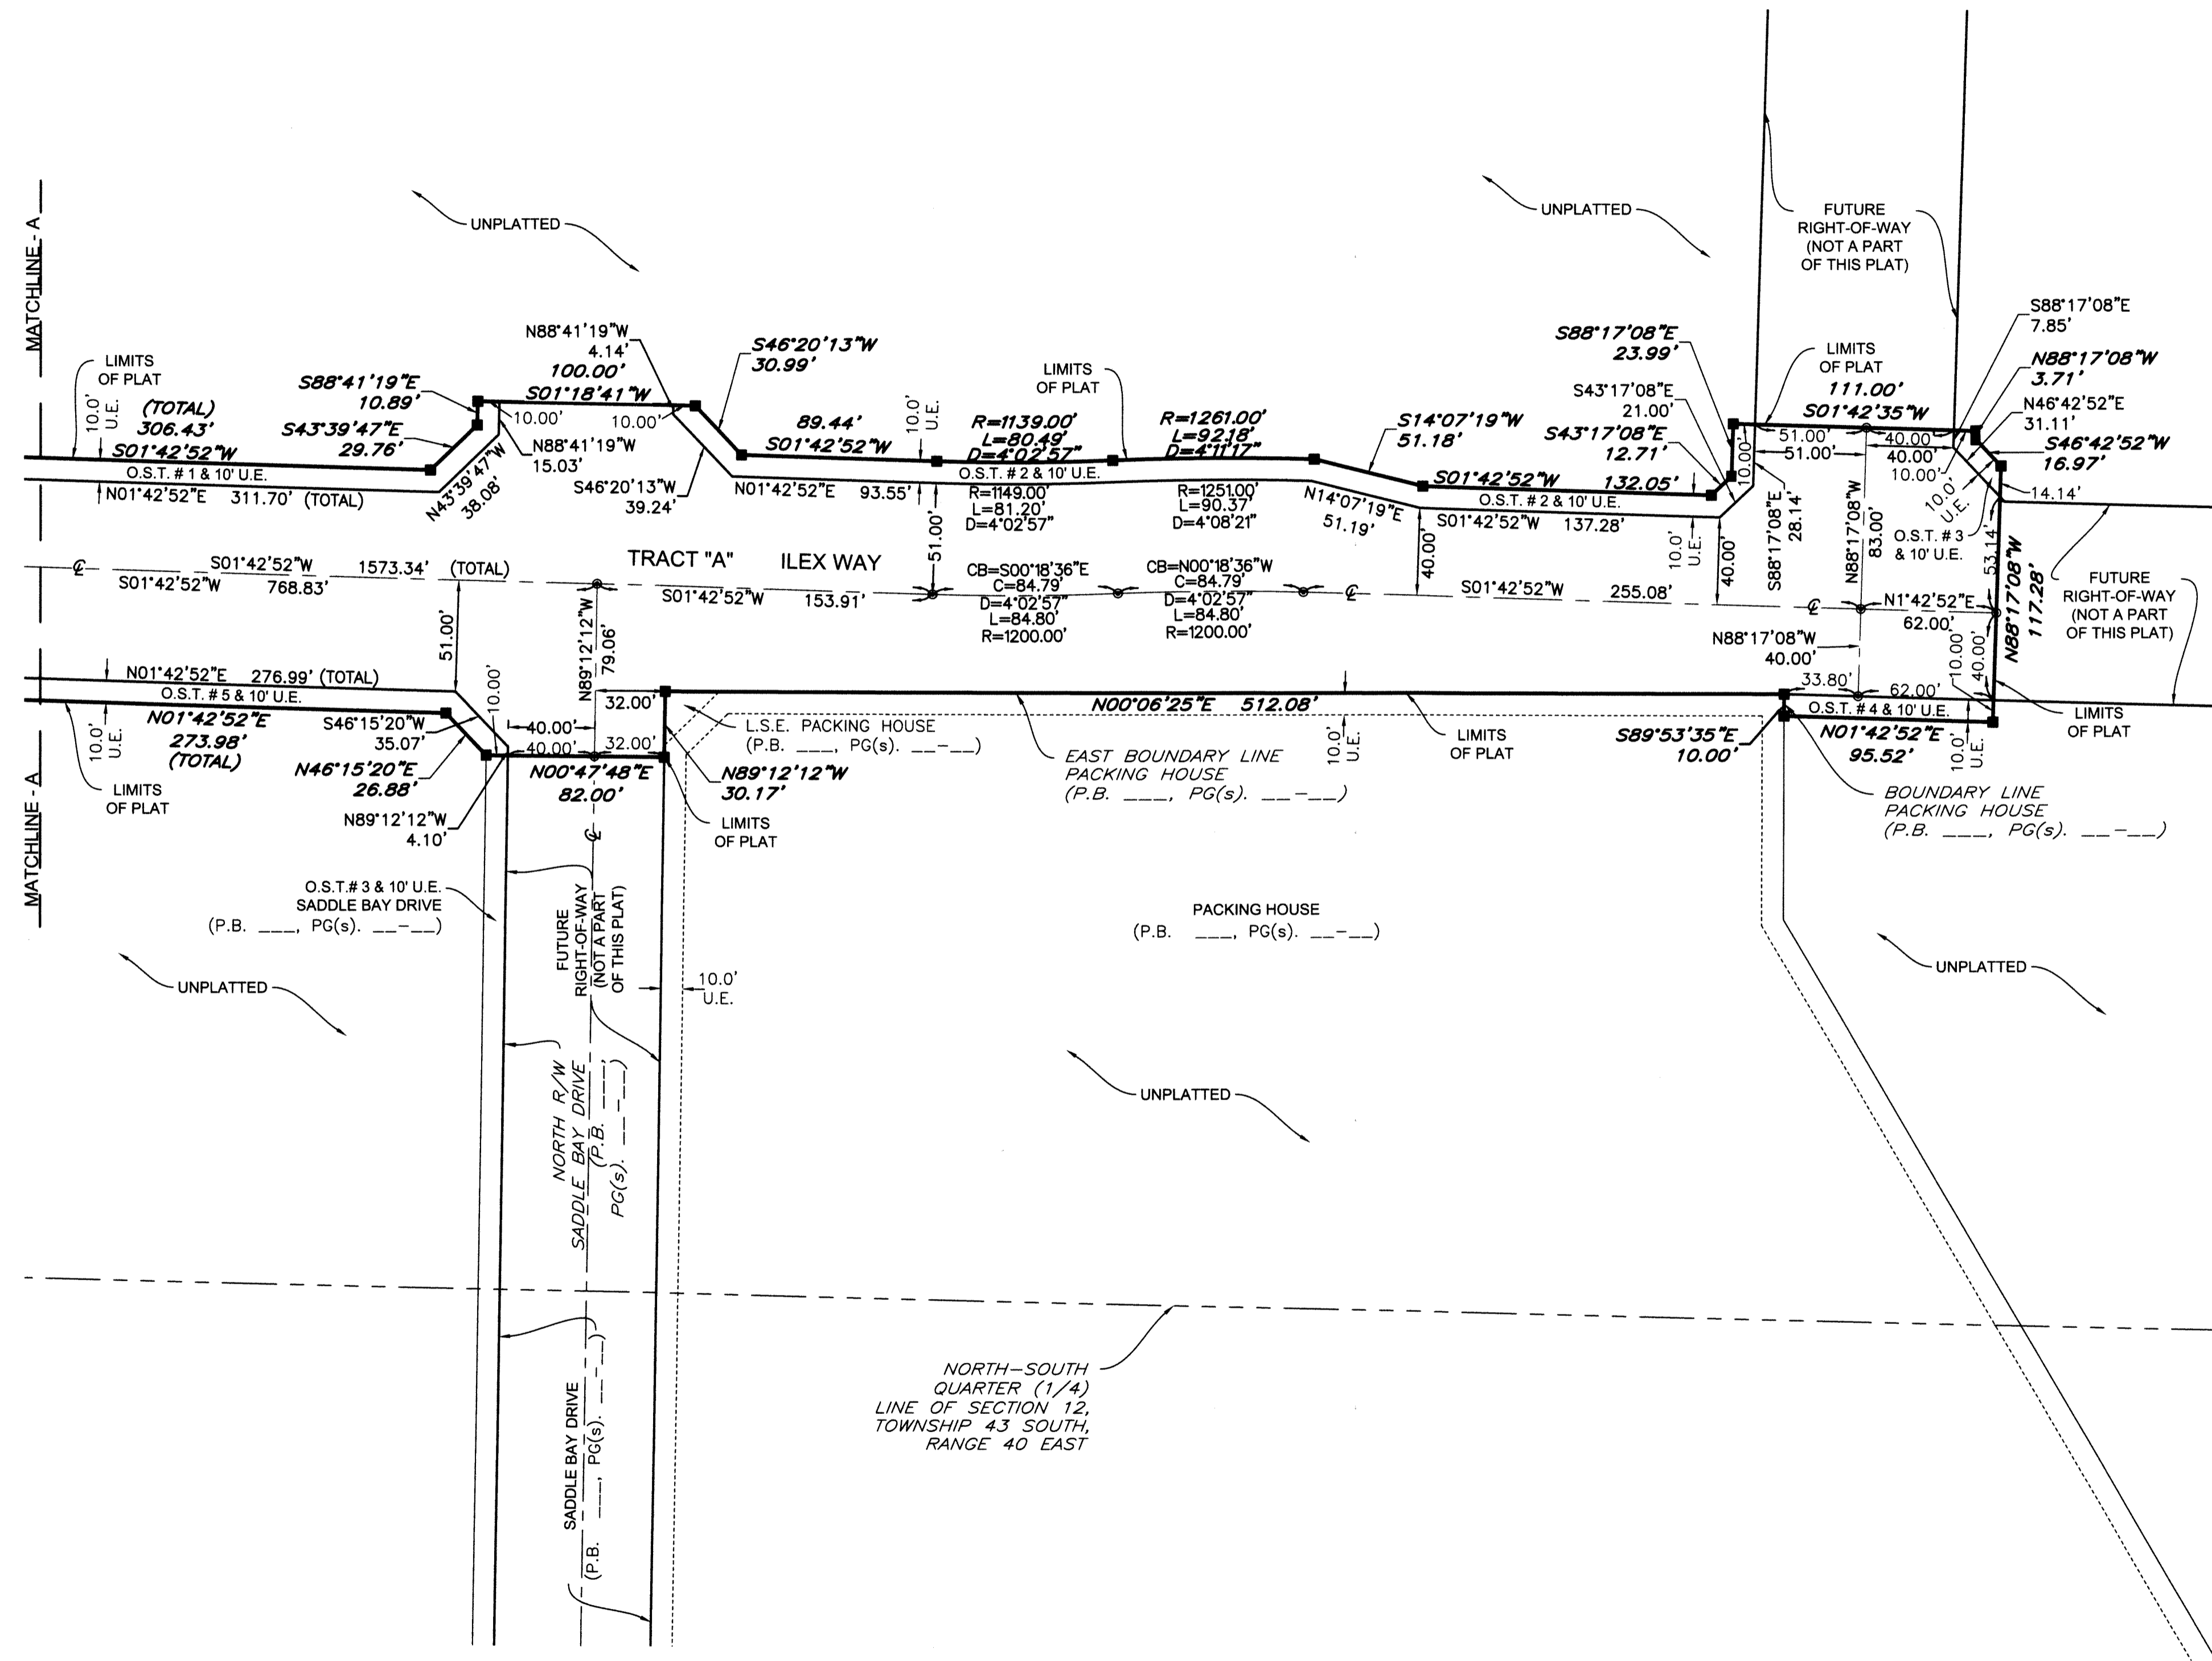 MATCHLINE - A
MATCHLINE - A
UNPLATTED
UNPLATTED
FUTURE
RIGHT-OF-WAY
(NOT A PART
OF THIS PLAT)
LIMITS
OF PLAT
10.0'
U.E.
(TOTAL)
306.43'
S01°42'52"W
O.S.T. # 1 & 10' U.E.
N01°42'52"E 311.70' (TOTAL)
S88°41'19"E
10.89'
S43°39'47"E
29.76'
N43°39'47"W
38.08'
N88°41'19"W
4.14'
100.00'
S01°18'41"W
10.00'
10.00'
N88°41'19"W
15.03'
S46°20'13"W
30.99'
S46°20'13"W
39.24'
89.44'
S01°42'52"W
N01°42'52"E 93.55'
10.0'
U.E.
LIMITS
OF PLAT
R=1139.00'
L=80.49'
D=4°02'57"
R=1261.00'
L=92.18'
D=4°11'17"
O.S.T. # 2 & 10' U.E.
R=1149.00'
L=81.20'
D=4°02'57"
R=1251.00'
L=90.37'
D=4°08'21"
S14°07'19"W
51.18'
N14°07'19"E
51.19'
S01°42'52"W 132.05'
O.S.T. # 2 & 10' U.E.
S01°42'52"W 137.28'
S88°17'08"E
23.99'
S43°17'08"E
21.00'
S43°17'08"E
12.71'
10.00'
LIMITS
OF PLAT
111.00'
S01°42'35"W
51.00'
51.00'
40.00'
40.00'
10.00'
10.0'
U.E.
S88°17'08"E
7.85'
N88°17'08"W
3.71'
N46°42'52"E
31.11'
S46°42'52"W
16.97'
14.14'
S88°17'08"E
28.14'
N88°17'08"W
83.00'
O.S.T. # 3
& 10' U.E.
53.14'
N88°17'08"W
117.28'
FUTURE
RIGHT-OF-WAY
(NOT A PART
OF THIS PLAT)
S01°42'52"W 1573.34' (TOTAL)
S01°42'52"W 768.83'
TRACT "A" ILEX WAY
51.00'
51.00'
S01°42'52"W 153.91'
N89°12'12"W
79.06'
CB=S00°18'36"E
C=84.79'
D=4°02'57"
L=84.80'
R=1200.00'
CB=N00°18'36"W
C=84.79'
D=4°02'57"
L=84.80'
R=1200.00'
40.00'
10.0'
U.E.
40.00'
S01°42'52"W 255.08'
N1°42'52"E
62.00'
N88°17'08"W
40.00'
10.00'
40.00'
33.80'
62.00'
O.S.T. # 4 & 10' U.E.
N01°42'52"E
95.52'
10.0'
U.E.
LIMITS
OF PLAT
N01°42'52"E 276.99' (TOTAL)
O.S.T. # 5 & 10' U.E.
N01°42'52"E
273.98'
(TOTAL)
10.0'
U.E.
LIMITS
OF PLAT
S46°15'20"W
35.07'
N46°15'20"E
26.88'
10.00'
40.00'
40.00'
32.00'
32.00'
N00°47'48"E
82.00'
N89°12'12"W
4.10'
L.S.E. PACKING HOUSE
(P.B. ___, PG(s). __-__)
N89°12'12"W
30.17'
LIMITS
OF PLAT
N00°06'25"E 512.08'
EAST BOUNDARY LINE
PACKING HOUSE
(P.B. ___, PG(s). __-__)
10.0'
U.E.
LIMITS
OF PLAT
S89°53'35"E
10.00'
BOUNDARY LINE
PACKING HOUSE
(P.B. ___, PG(s). __-__)
O.S.T.# 3 & 10' U.E.
SADDLE BAY DRIVE
(P.B. ___, PG(s). __-__)
FUTURE
RIGHT-OF-WAY
(NOT A PART
OF THIS PLAT)
PACKING HOUSE
(P.B. ___, PG(s). __-__)
UNPLATTED
10.0'
U.E.
UNPLATTED
NORTH R/W
SADDLE BAY DRIVE
(P.B. ___,
PG(s). __-__)
UNPLATTED
SADDLE BAY DRIVE
(P.B. ___, PG(s). __-__)
NORTH-SOUTH
QUARTER (1/4)
LINE OF SECTION 12,
TOWNSHIP 43 SOUTH,
RANGE 40 EAST